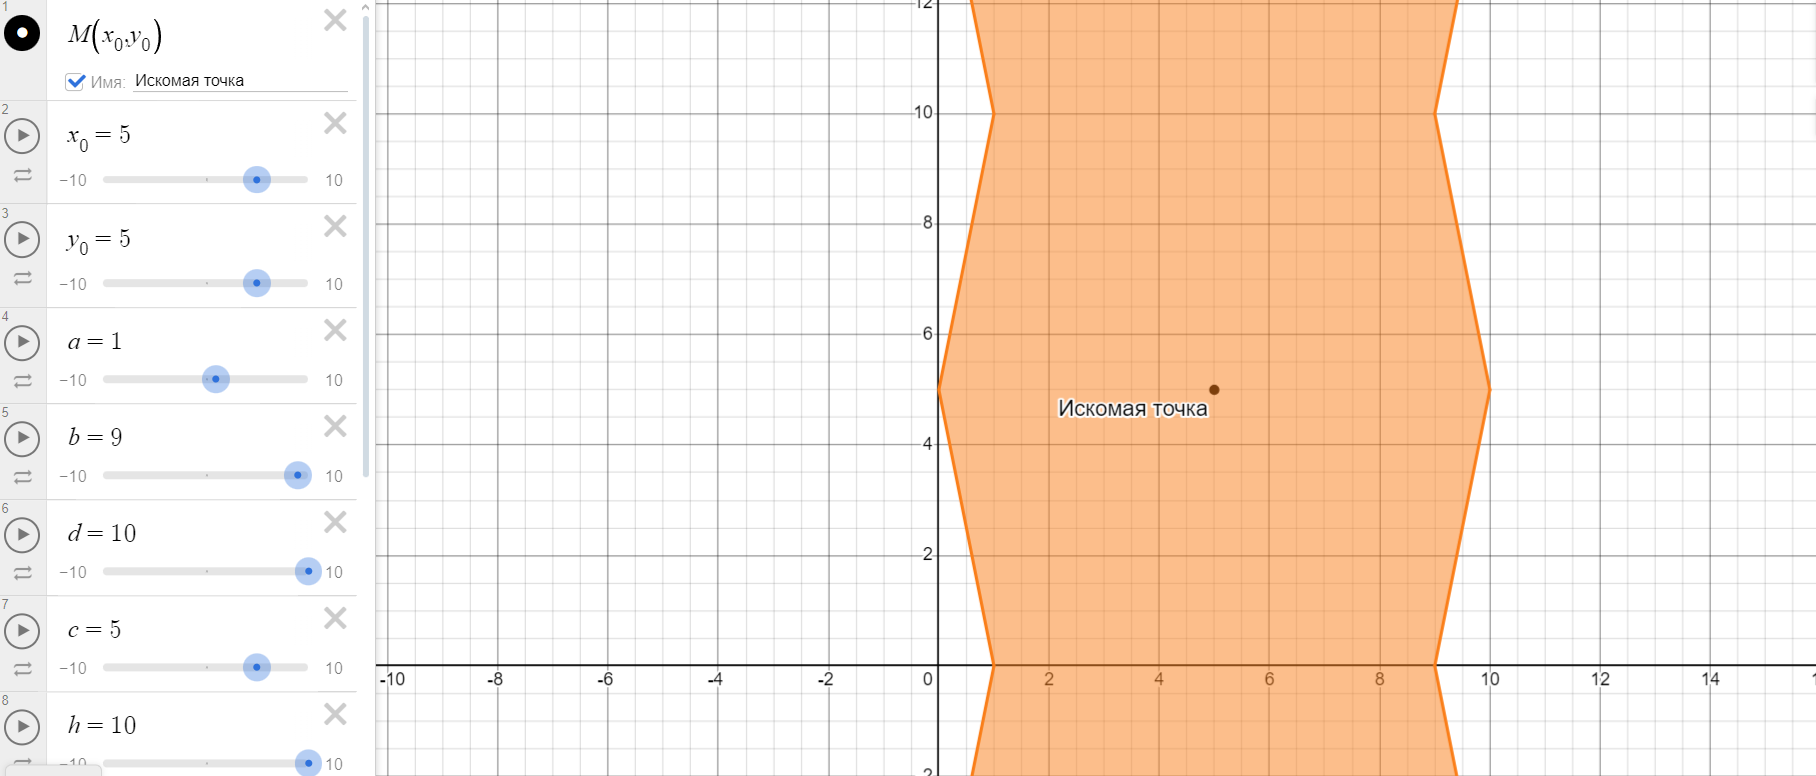 1
M(x₀,y₀)
Имя: Искомая точка
2
x₀ = 5
−10 10
3
y₀ = 5
−10 10
4
a = 1
−10 10
5
b = 9
−10 10
6
d = 10
−10 10
7
c = 5
−10 10
8
h = 10
−10 10
12
10
8
6
Искомая точка
4
2
-10 -8 -6 -4 -2 0 2 4 6 8 10 12 14